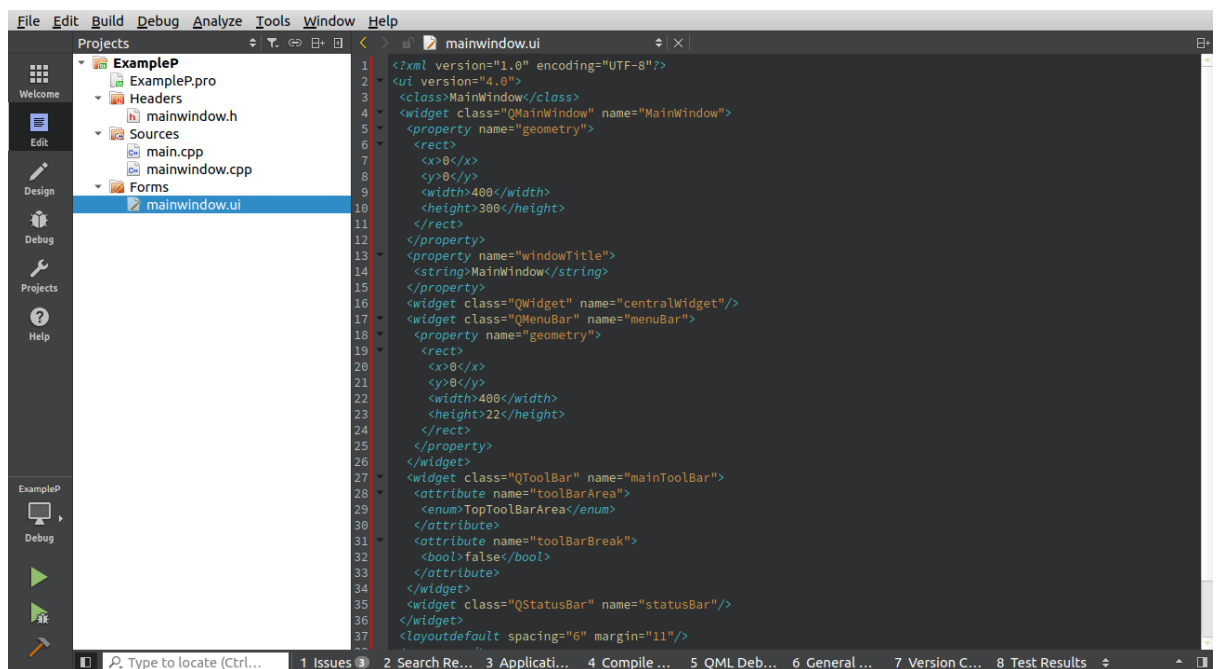 File Edit Build Debug Analyze Tools Window Help
Projects
mainwindow.ui
Welcome
Edit
Design
Debug
Projects
Help
ExampleP
Debug
ExampleP
ExampleP.pro
Headers
mainwindow.h
Sources
main.cpp
mainwindow.cpp
Forms
mainwindow.ui
1 <?xml version="1.0" encoding="UTF-8"?>
2 <ui version="4.0">
3 <class>MainWindow</class>
4 <widget class="QMainWindow" name="MainWindow">
5 <property name="geometry">
6 <rect>
7 <x>0</x>
8 <y>0</y>
9 <width>400</width>
10 <height>300</height>
11 </rect>
12 </property>
13 <property name="windowTitle">
14 <string>MainWindow</string>
15 </property>
16 <widget class="QWidget" name="centralWidget"/>
17 <widget class="QMenuBar" name="menuBar">
18 <property name="geometry">
19 <rect>
20 <x>0</x>
21 <y>0</y>
22 <width>400</width>
23 <height>22</height>
24 </rect>
25 </property>
26 </widget>
27 <widget class="QToolBar" name="mainToolBar">
28 <attribute name="toolBarArea">
29 <enum>TopToolBarArea</enum>
30 </attribute>
31 <attribute name="toolBarBreak">
32 <bool>false</bool>
33 </attribute>
34 </widget>
35 <widget class="QStatusBar" name="statusBar"/>
36 </widget>
37 <layoutdefault spacing="6" margin="11"/>
Type to locate (Ctrl... 1 Issues 3 2 Search Re... 3 Applicati... 4 Compile ... 5 QML Deb... 6 General ... 7 Version C... 8 Test Results